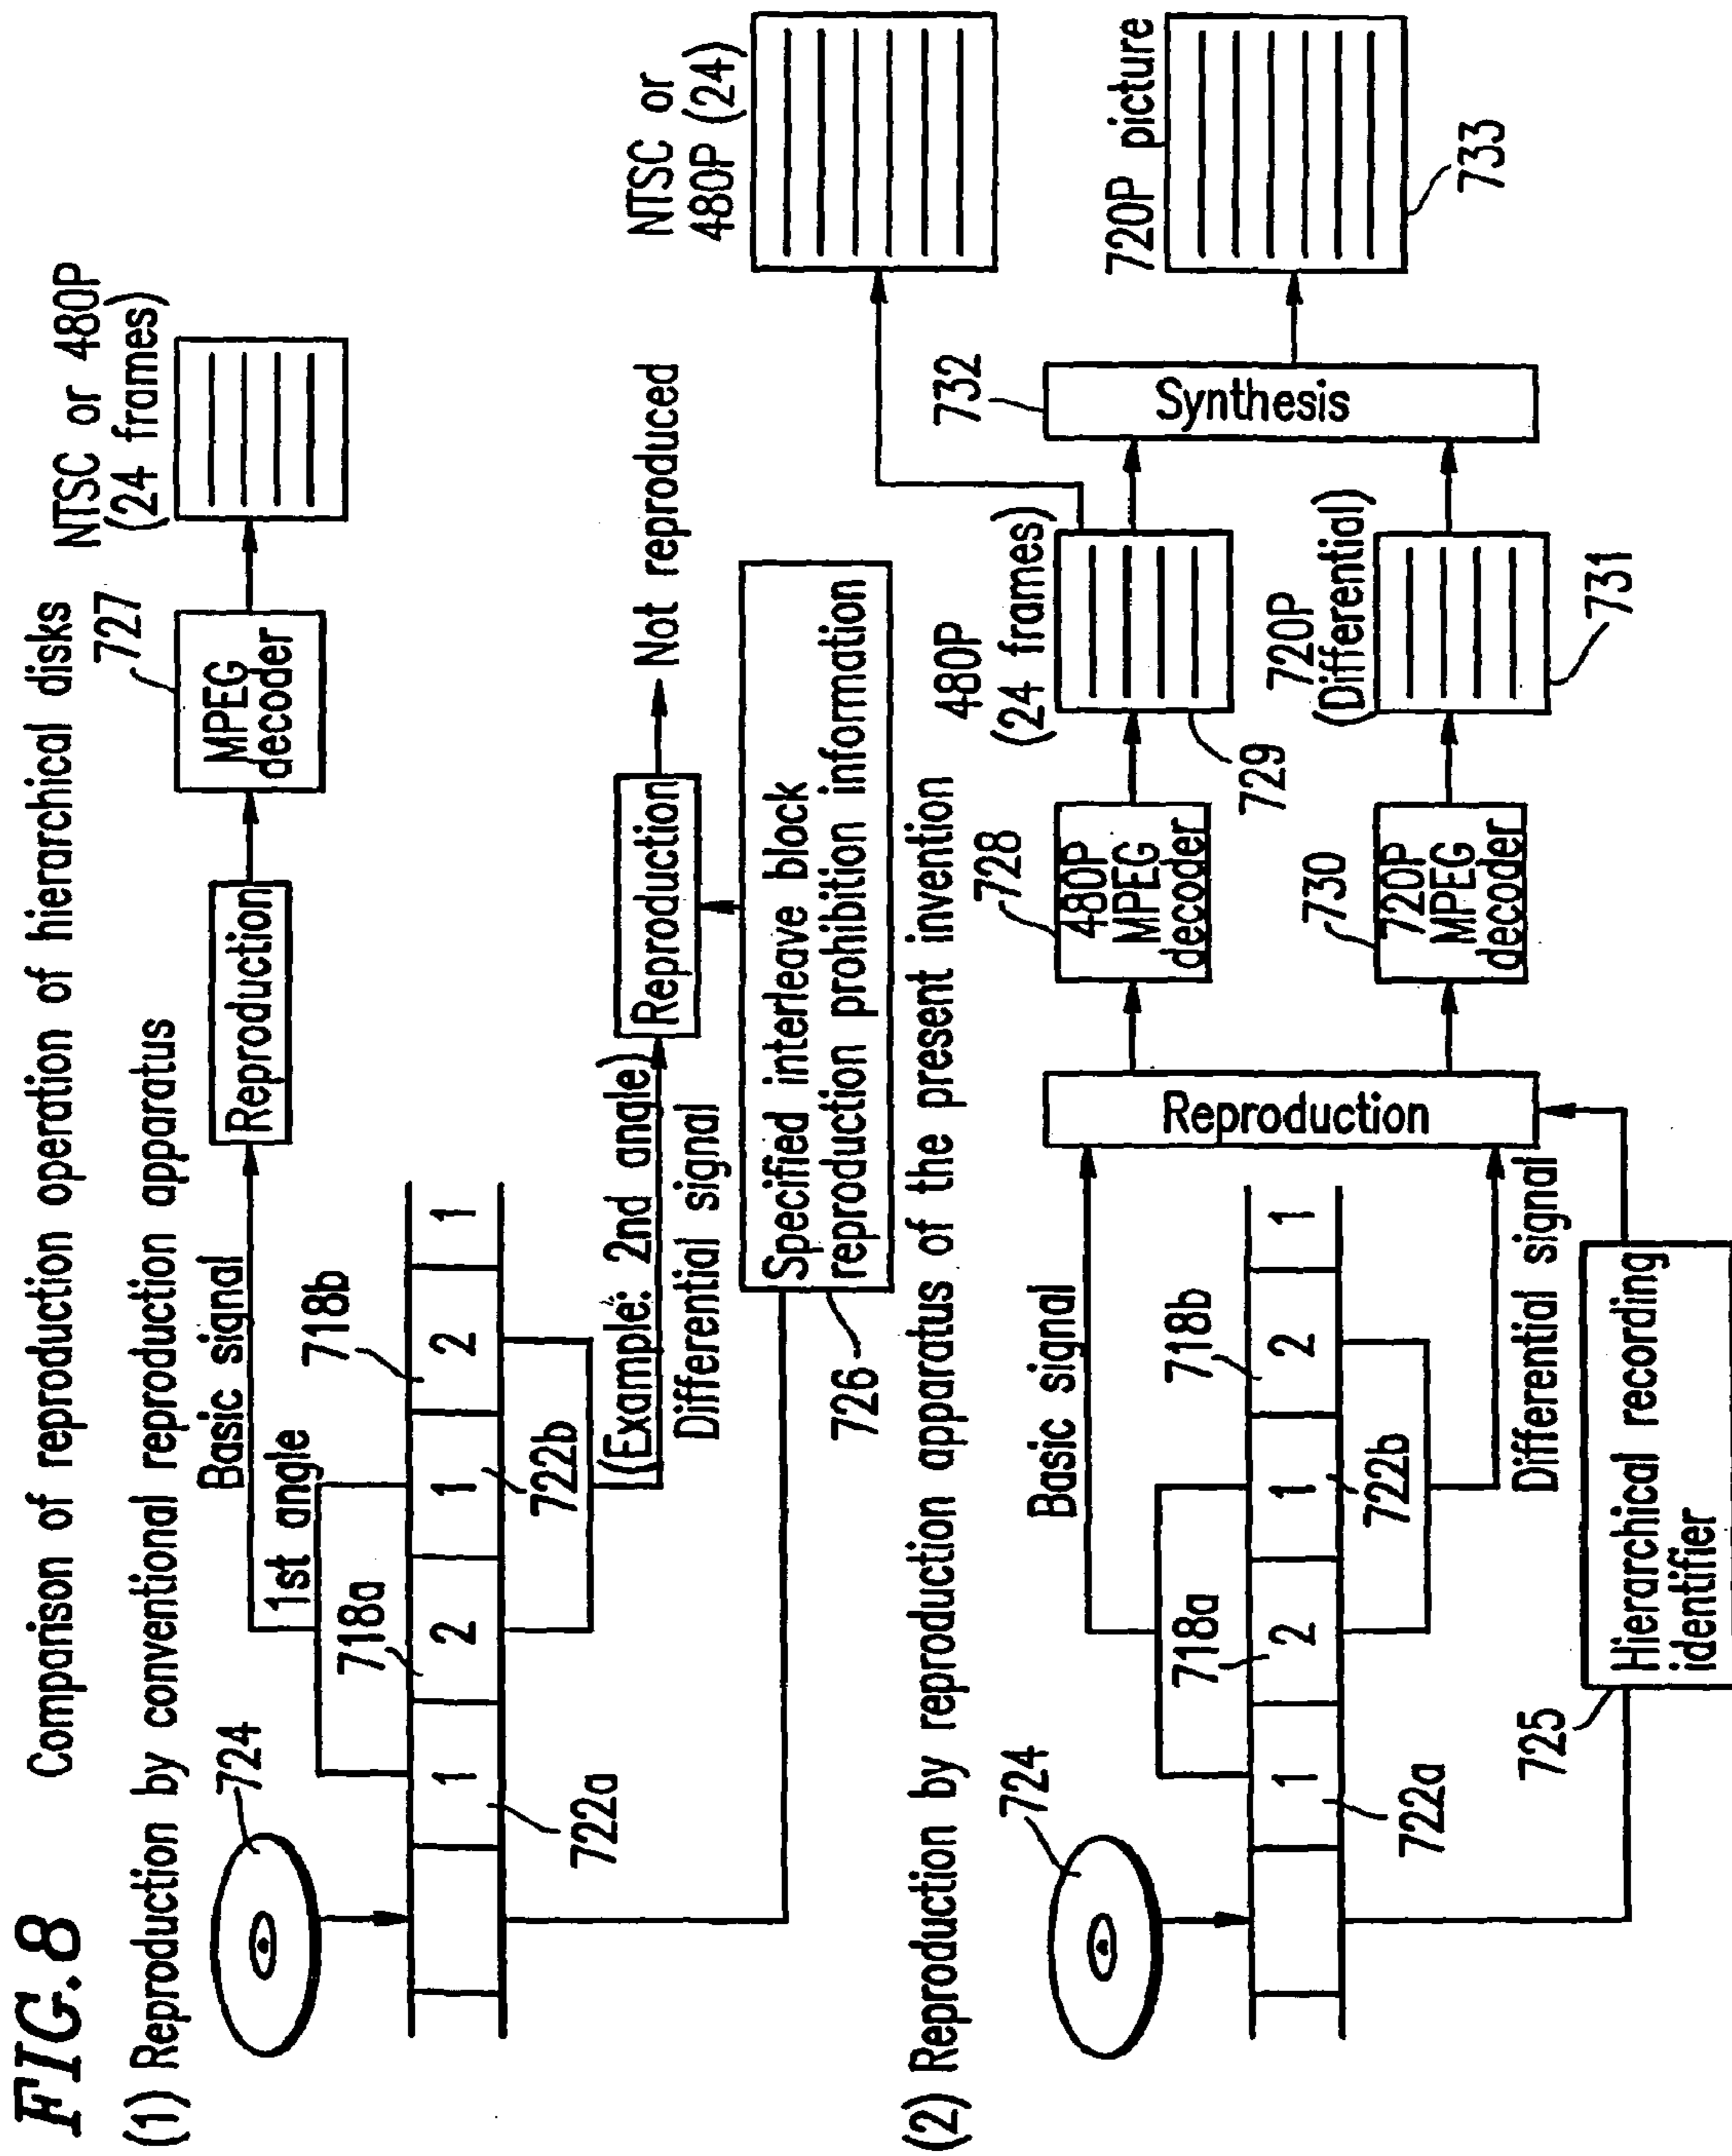 FIG.8
Comparison of reproduction operation of hierarchical disks
(1) Reproduction by conventional reproduction apparatus
724
Basic signal
1st angle
718a
718b
1
2
1
2
1
722a
722b
Reproduction
727
MPEG
decoder
NTSC or 480P
(24 frames)
(Example: 2nd angle)
Differential signal
Reproduction
Not reproduced
726
Specified interleave block
reproduction prohibition information
(2) Reproduction by reproduction apparatus of the present invention
724
Basic signal
718a
718b
1
2
1
2
1
722a
722b
Differential signal
725
Hierarchical recording
identifier
Reproduction
728
480P
MPEG
decoder
730
720P
MPEG
decoder
480P
(24 frames)
729
720P
(Differential)
731
732
Synthesis
NTSC or
480P (24)
720P picture
733